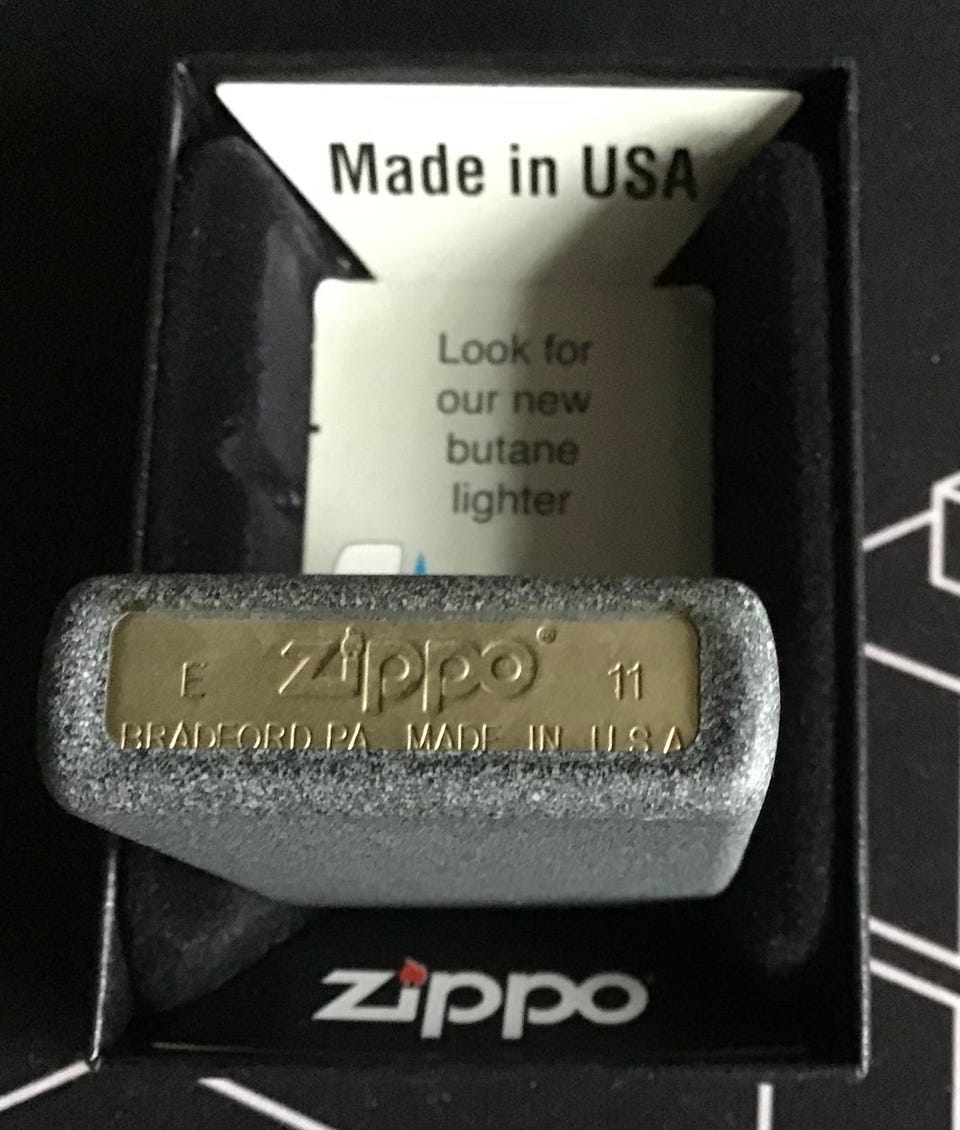 Made in USA
Look for
our new
butane
lighter
E zippo® 11
BRADFORD, PA. MADE IN U.S.A
zippo